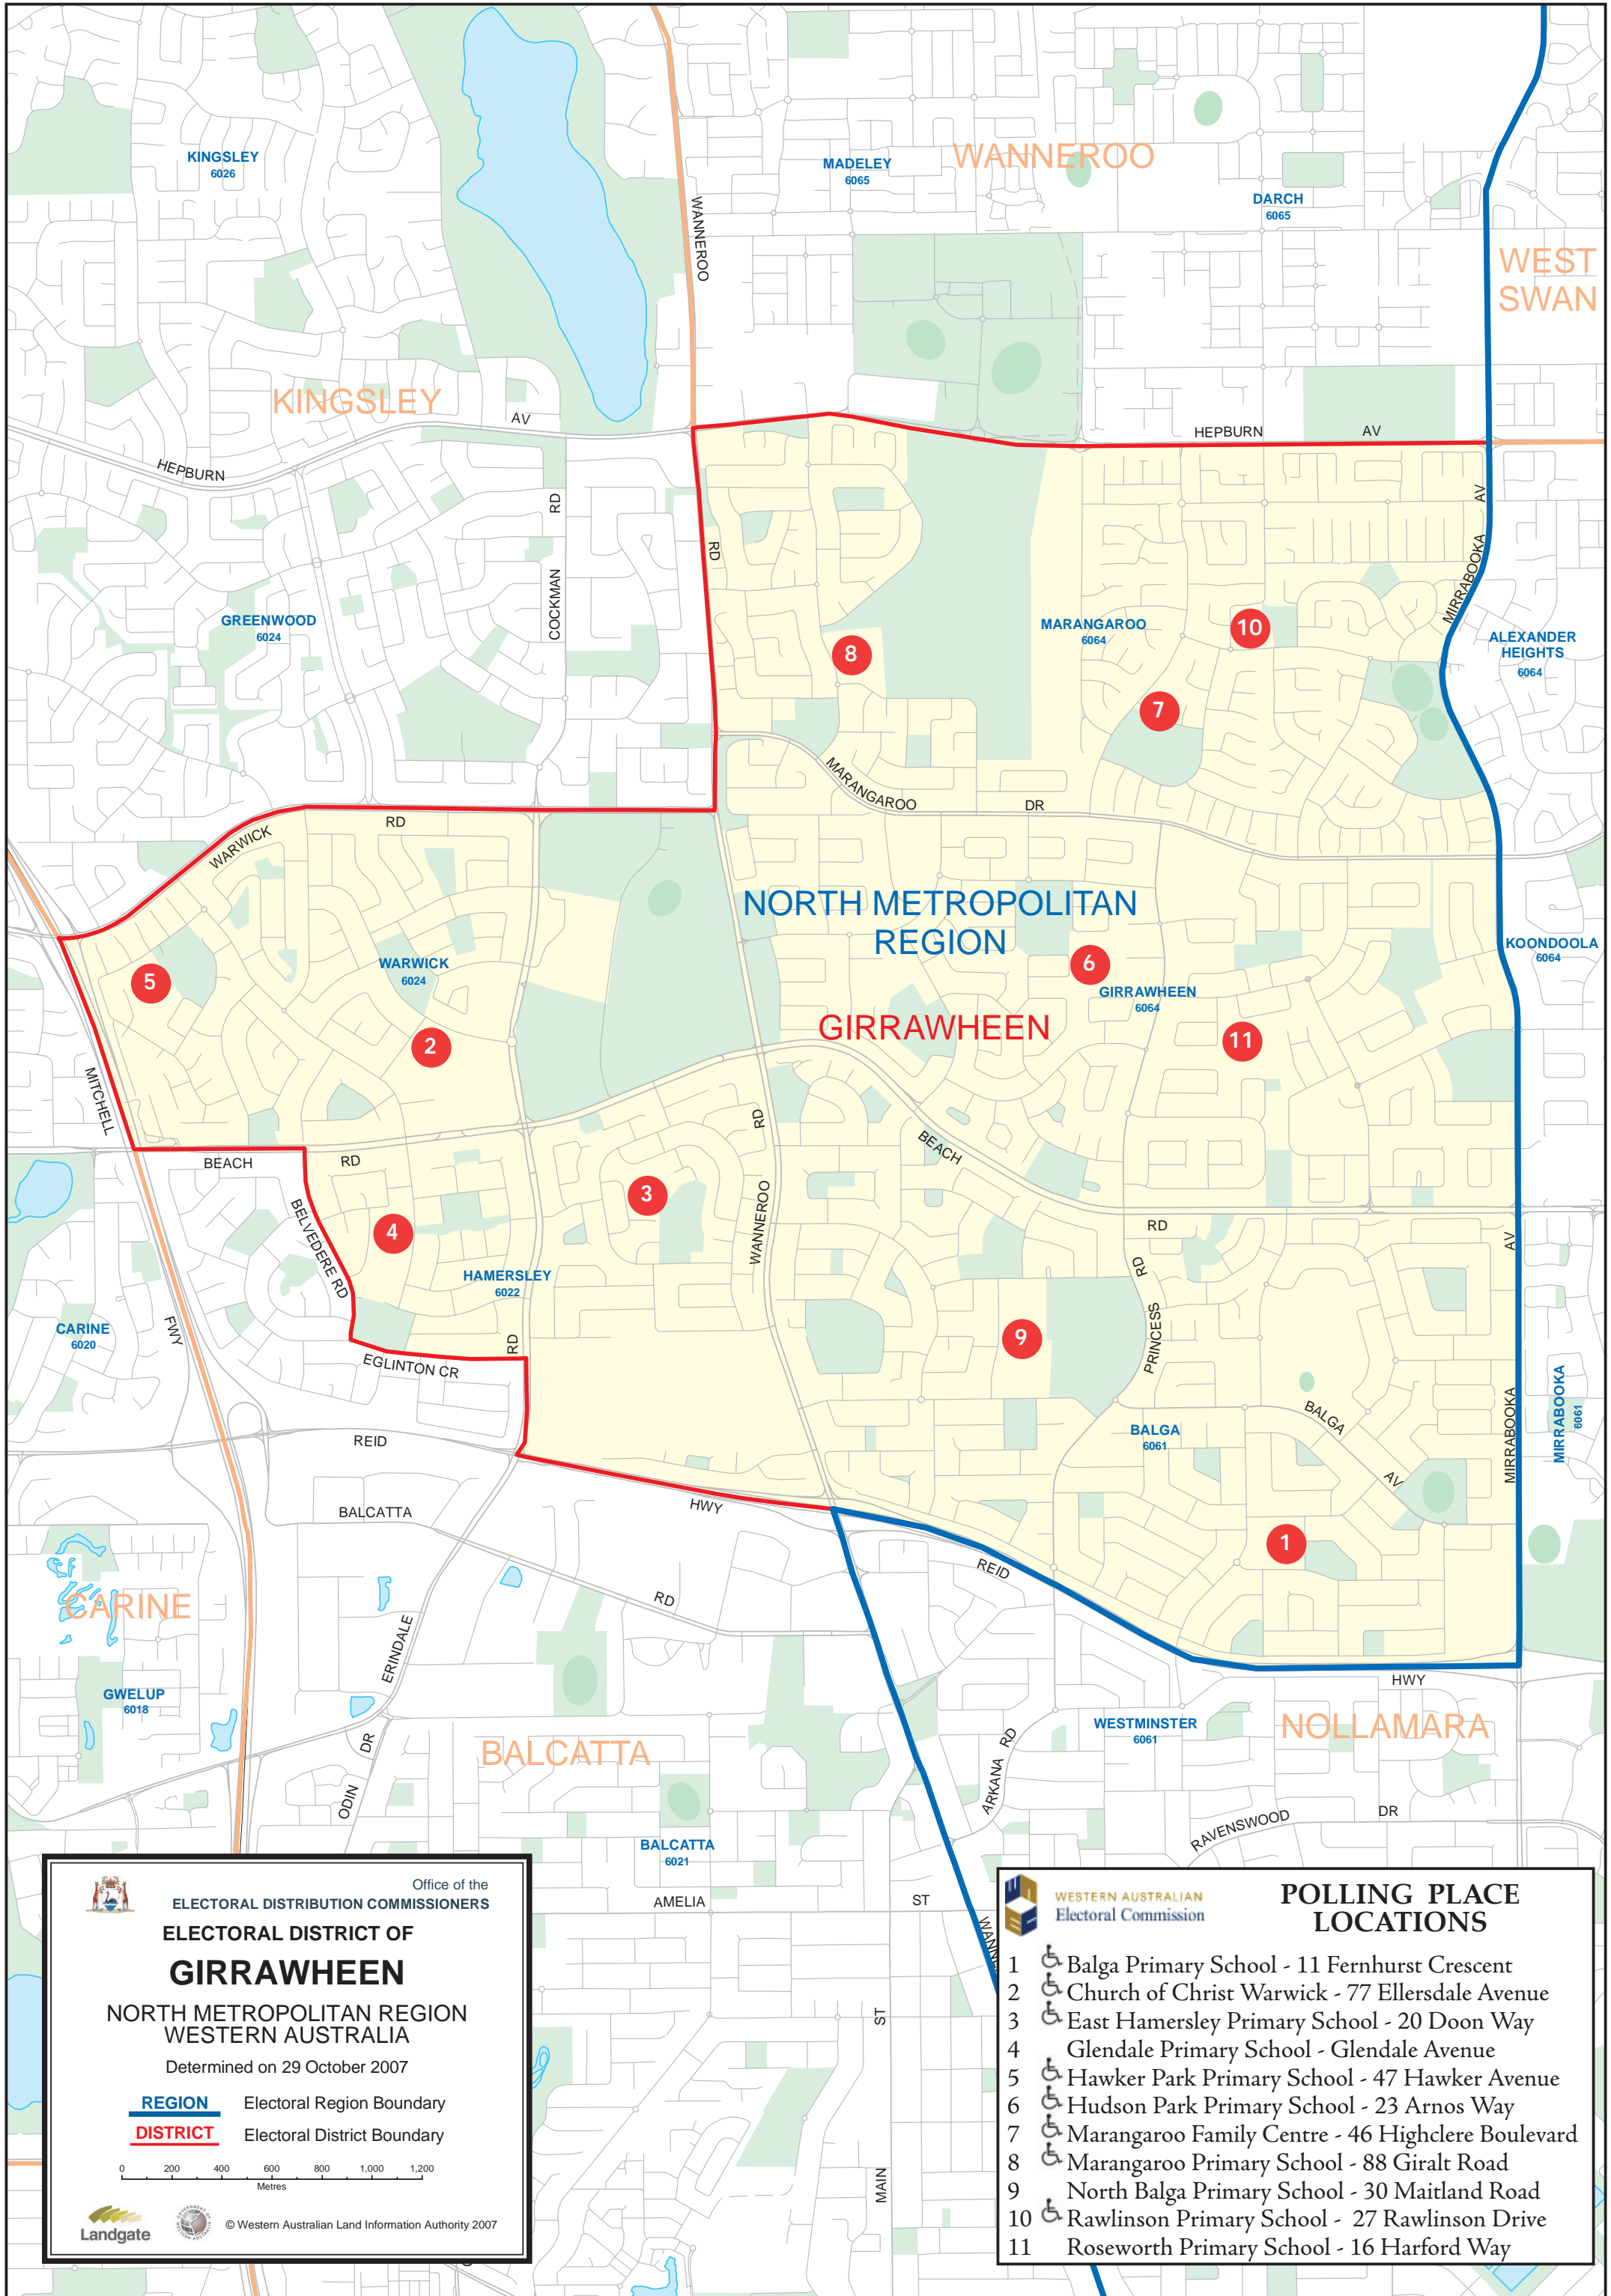 KINGSLEY
6026
MADELEY
6065
WANNEROO
DARCH
6065
WANNEROO
WEST
SWAN
KINGSLEY
AV
HEPBURN
HEPBURN
AV
RD
RD
AV
MIRRABOOKA
COCKMAN
GREENWOOD
6024
MARANGAROO
6064
10
ALEXANDER
HEIGHTS
6064
8
7
MARANGAROO
DR
RD
WARWICK
NORTH METROPOLITAN
REGION
KOONDOOLA
6064
WARWICK
6024
5
6
GIRRAWHEEN
6064
GIRRAWHEEN
11
2
MITCHELL
RD
BEACH
BEACH
RD
3
WANNEROO
4
BELVEDERE RD
RD
AV
RD
HAMERSLEY
6022
CARINE
6020
FWY
RD
9
PRINCESS
EGLINTON CR
MIRRABOOKA
MIRRABOOKA
6061
BALGA
BALGA
6061
AV
REID
HWY
BALCATTA
REID
1
RD
CARINE
ERINDALE
HWY
GWELUP
6018
WESTMINSTER
6061
NOLLAMARA
BALCATTA
DR
ODIN
ARKANA
RD
RAVENSWOOD
DR
BALCATTA
6021
AMELIA
ST
ST
MAIN
Office of the
ELECTORAL DISTRIBUTION COMMISSIONERS
ELECTORAL DISTRICT OF
GIRRAWHEEN
NORTH METROPOLITAN REGION
WESTERN AUSTRALIA
Determined on 29 October 2007
REGION Electoral Region Boundary
DISTRICT Electoral District Boundary
0 200 400 600 800 1,000 1,200
Metres
Landgate
© Western Australian Land Information Authority 2007
WESTERN AUSTRALIAN
Electoral Commission
POLLING PLACE
LOCATIONS
1 Balga Primary School - 11 Fernhurst Crescent
2 Church of Christ Warwick - 77 Ellersdale Avenue
3 East Hamersley Primary School - 20 Doon Way
4 Glendale Primary School - Glendale Avenue
5 Hawker Park Primary School - 47 Hawker Avenue
6 Hudson Park Primary School - 23 Arnos Way
7 Marangaroo Family Centre - 46 Highclere Boulevard
8 Marangaroo Primary School - 88 Giralt Road
9 North Balga Primary School - 30 Maitland Road
10 Rawlinson Primary School - 27 Rawlinson Drive
11 Roseworth Primary School - 16 Harford Way